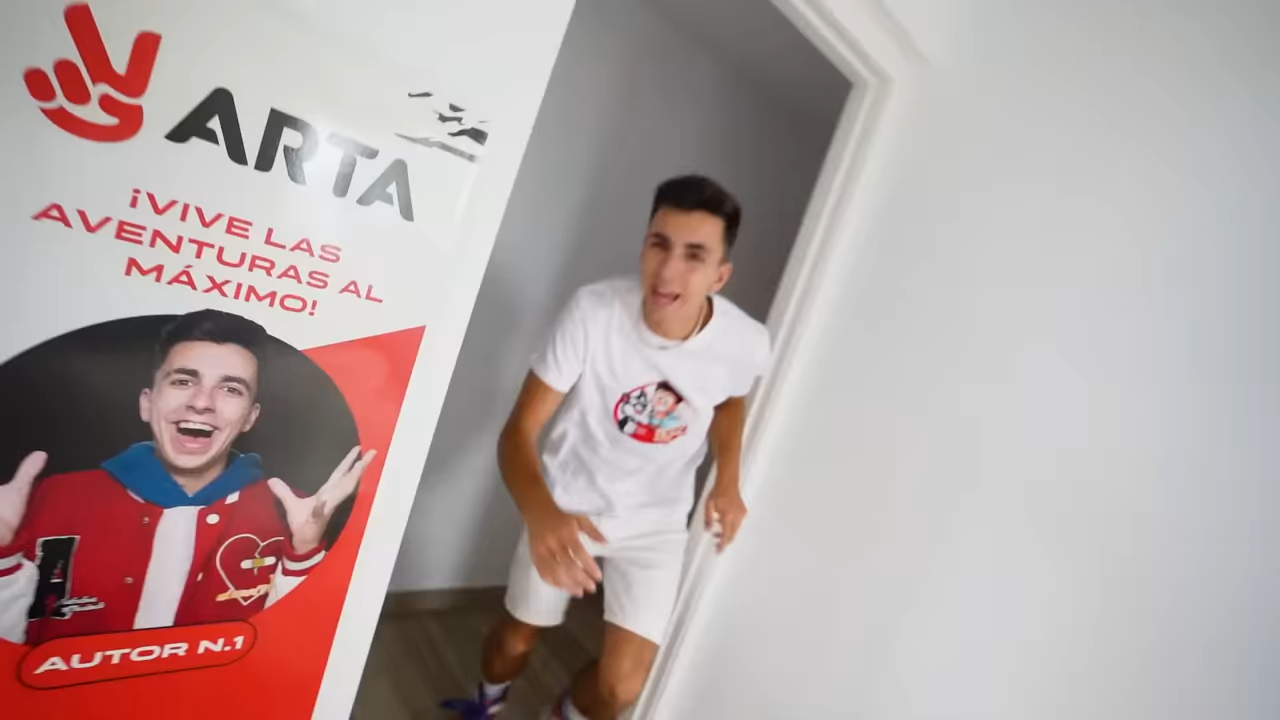 ARTA
¡VIVE LAS
AVENTURAS AL
MÁXIMO!
AUTOR N.1